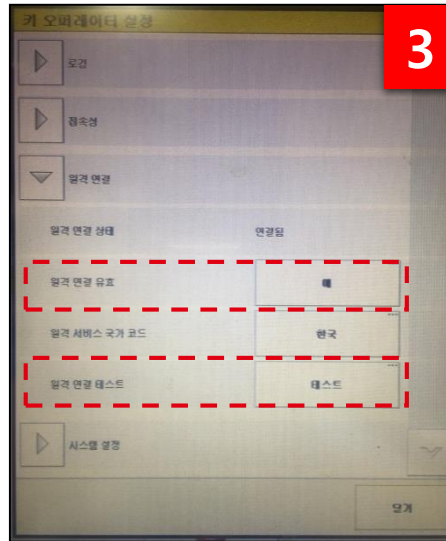 키 오퍼레이터 설정
3
로컬
접속성
원격 연결
원격 연결 상태 연결됨
원격 연결 유효 예
원격 서비스 국가 코드 한국
원격 연결 테스트 테스트
시스템 설정
닫기